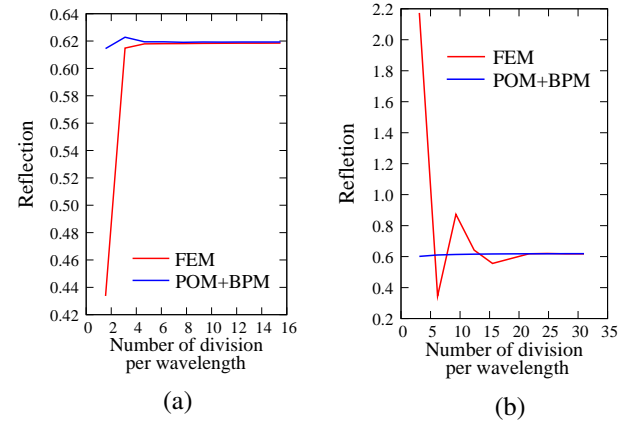 0.64
0.62
0.60
0.58
0.56
0.54
0.52
0.50
0.48
0.46
0.44
0.42
Reflection
FEM
POM+BPM
0 2 4 6 8 10 12 14 16
Number of division
per wavelength
(a)
2.2
2.0
1.8
1.6
1.4
1.2
1.0
0.8
0.6
0.4
0.2
Refletion
FEM
POM+BPM
0 5 10 15 20 25 30 35
Number of division
per wavelength
(b)